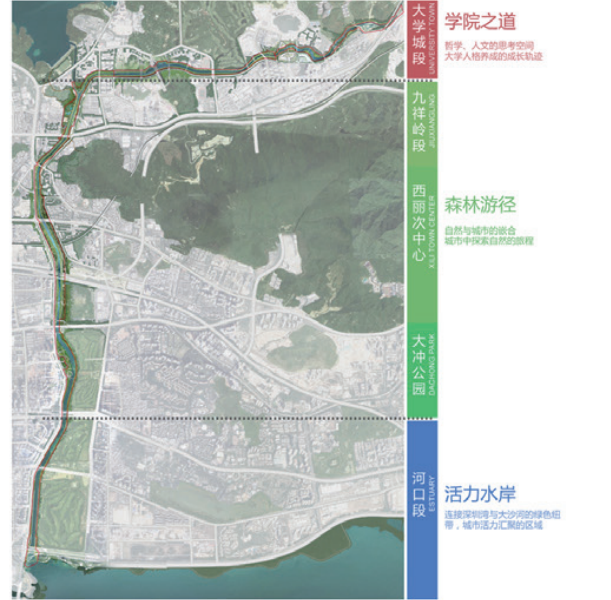 大学城段
UNIVERSITY TOWN
学院之道
哲学、人文的思考空间
大学人格养成的成长轨迹
九祥岭段
JIUXIANGLING
西丽次中心
XILI TOWN CENTER
森林游径
自然与城市的嵌合
城市中探索自然的旅程
大冲公园
DACHONG PARK
河口段
ESTUARY
活力水岸
连接深圳湾与大沙河的绿色纽
带，城市活力汇聚的区域